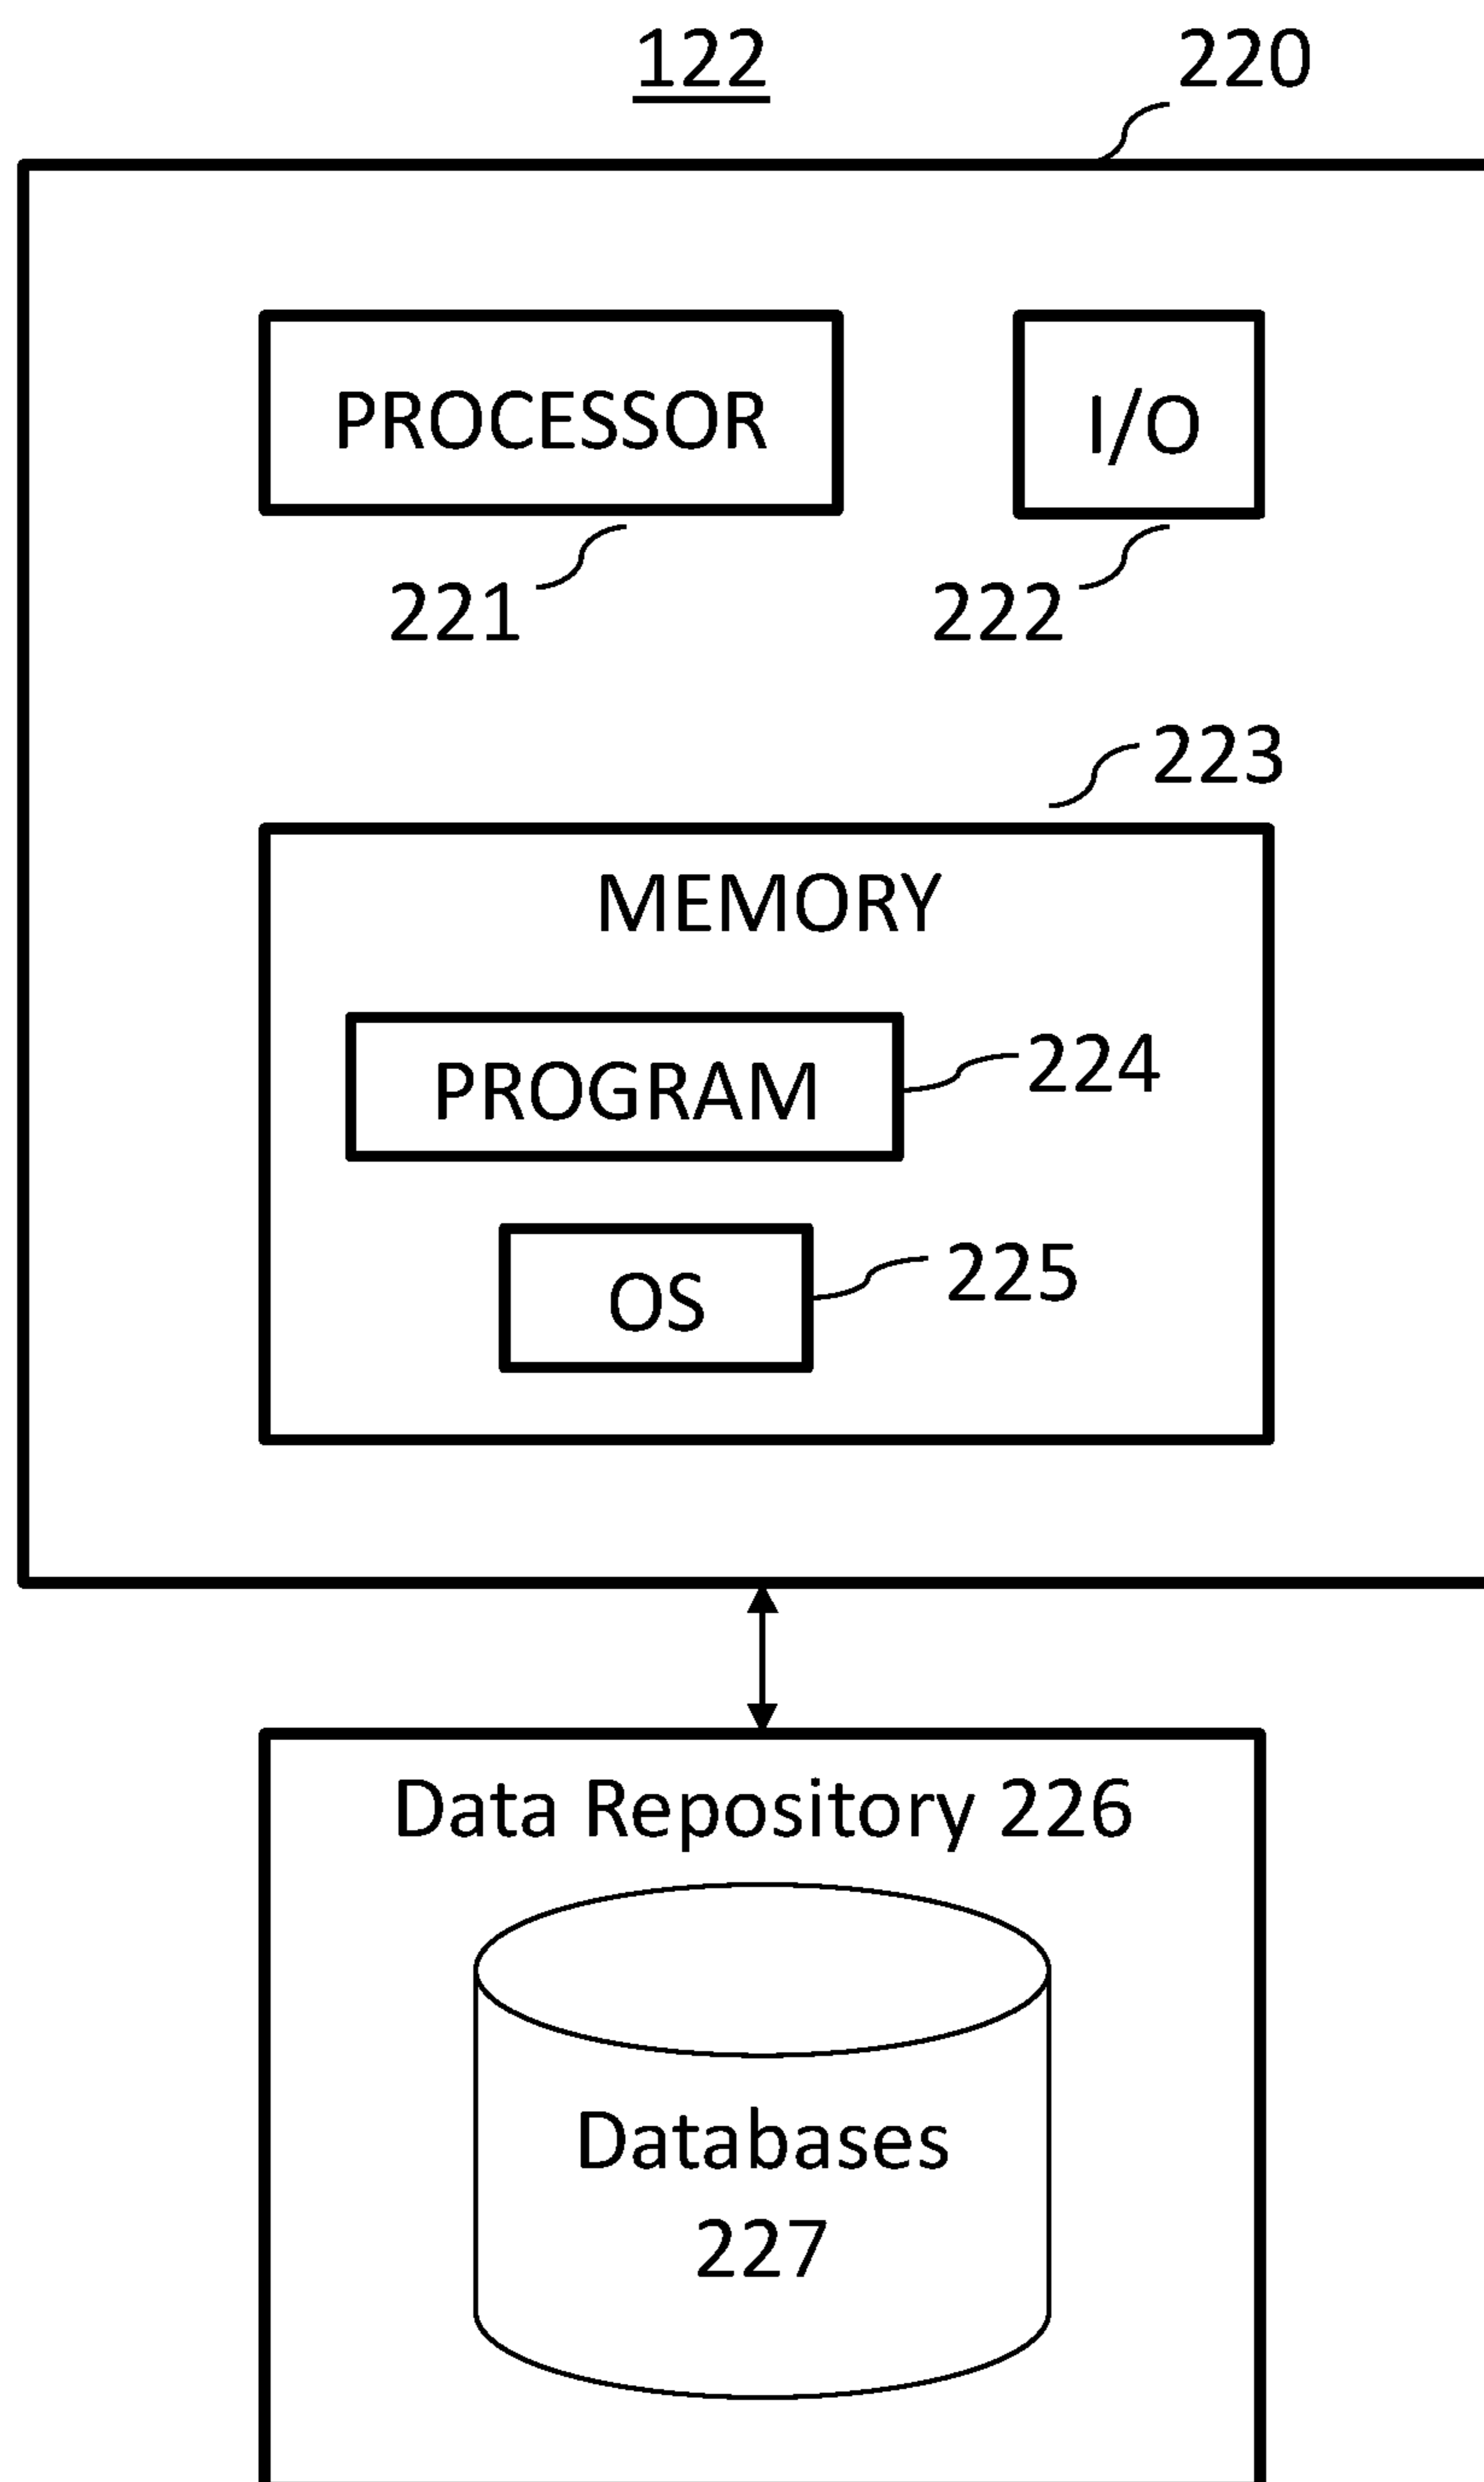 122
220
PROCESSOR
I/O
221
222
223
MEMORY
PROGRAM
224
OS
225
Data Repository 226
Databases
227